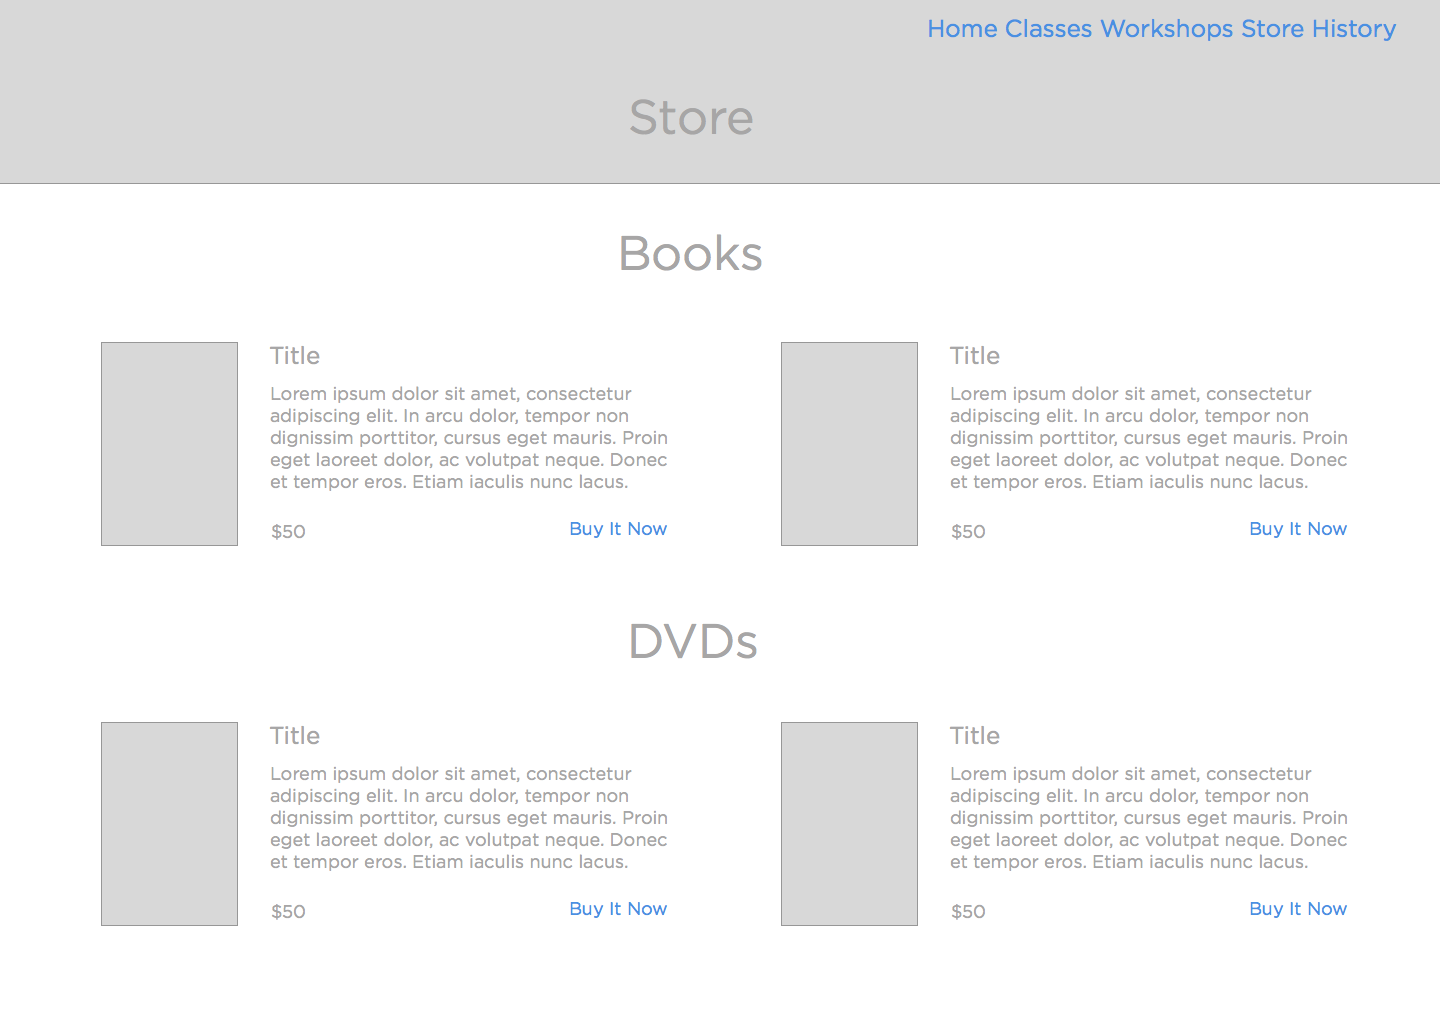 Home Classes Workshops Store History
Store
Books
Title
Lorem ipsum dolor sit amet, consectetur
adipiscing elit. In arcu dolor, tempor non
dignissim porttitor, cursus eget mauris. Proin
eget laoreet dolor, ac volutpat neque. Donec
et tempor eros. Etiam iaculis nunc lacus.
$50
Buy It Now
Title
Lorem ipsum dolor sit amet, consectetur
adipiscing elit. In arcu dolor, tempor non
dignissim porttitor, cursus eget mauris. Proin
eget laoreet dolor, ac volutpat neque. Donec
et tempor eros. Etiam iaculis nunc lacus.
$50
Buy It Now
DVDs
Title
Lorem ipsum dolor sit amet, consectetur
adipiscing elit. In arcu dolor, tempor non
dignissim porttitor, cursus eget mauris. Proin
eget laoreet dolor, ac volutpat neque. Donec
et tempor eros. Etiam iaculis nunc lacus.
$50
Buy It Now
Title
Lorem ipsum dolor sit amet, consectetur
adipiscing elit. In arcu dolor, tempor non
dignissim porttitor, cursus eget mauris. Proin
eget laoreet dolor, ac volutpat neque. Donec
et tempor eros. Etiam iaculis nunc lacus.
$50
Buy It Now